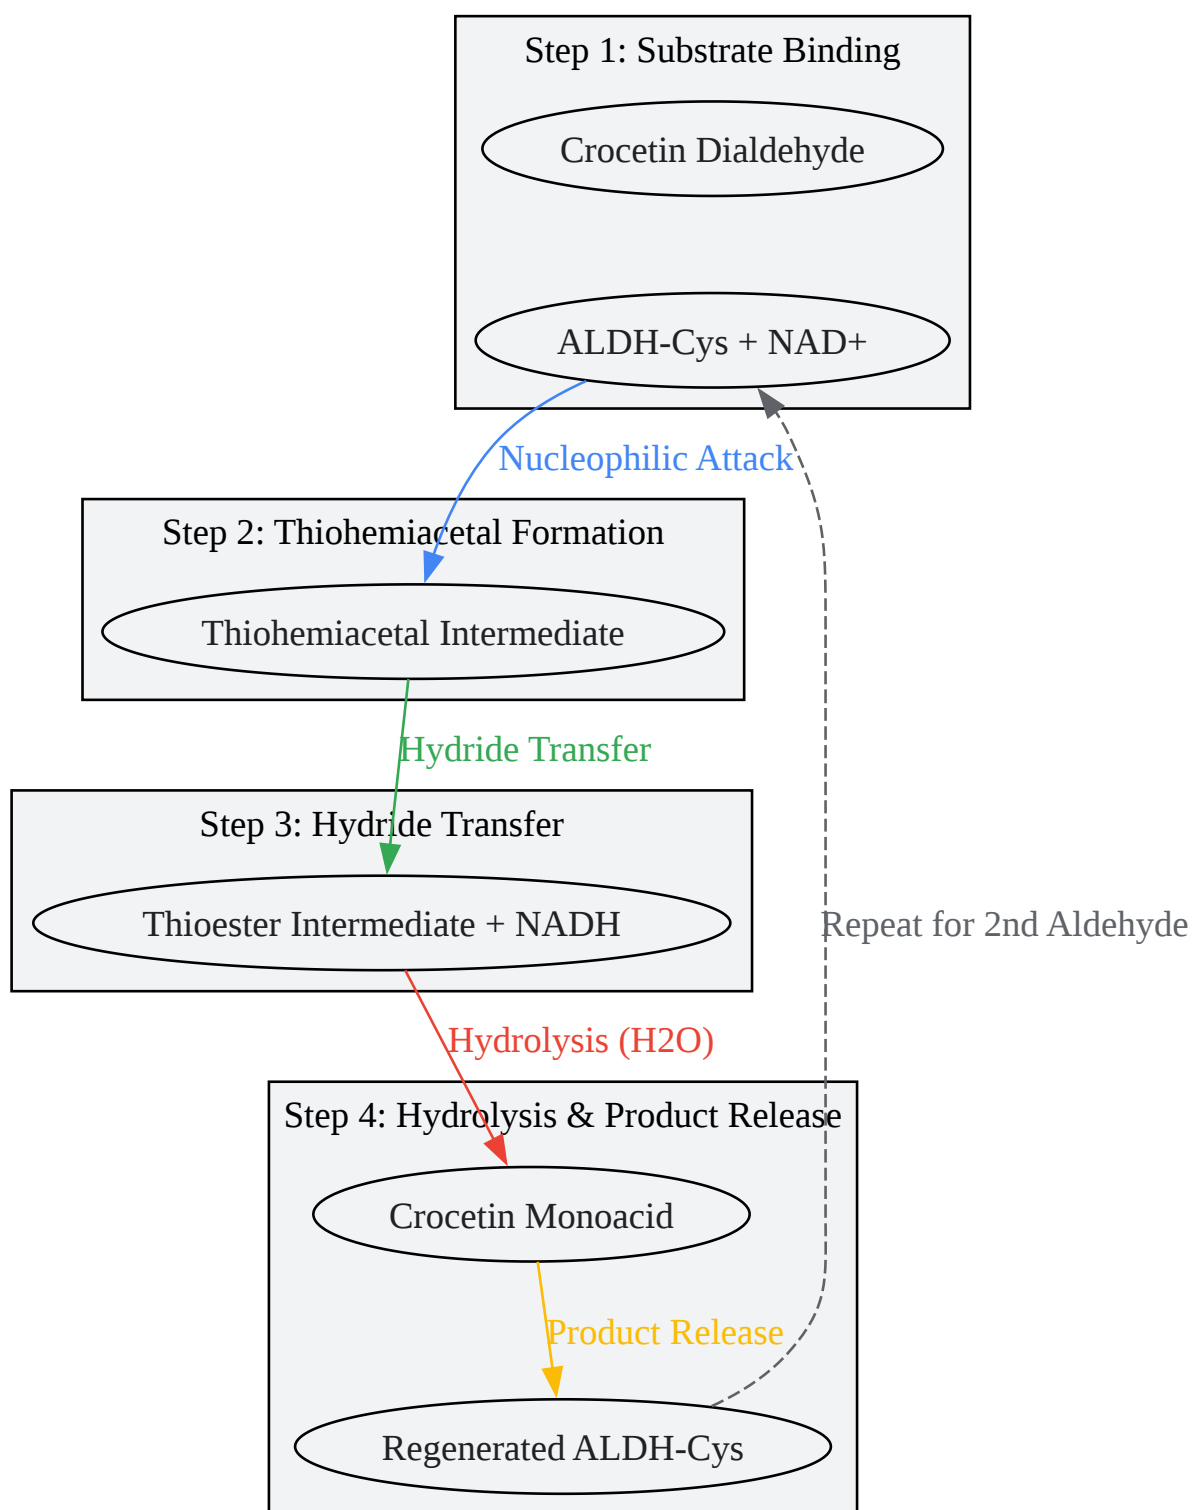 Step 1: Substrate Binding
Crocetin Dialdehyde
ALDH-Cys + NAD+
Nucleophilic Attack
Step 2: Thiohemiacetal Formation
Thiohemiacetal Intermediate
Hydride Transfer
Step 3: Hydride Transfer
Thioester Intermediate + NADH
Repeat for 2nd Aldehyde
Hydrolysis (H2O)
Step 4: Hydrolysis & Product Release
Crocetin Monoacid
Product Release
Regenerated ALDH-Cys